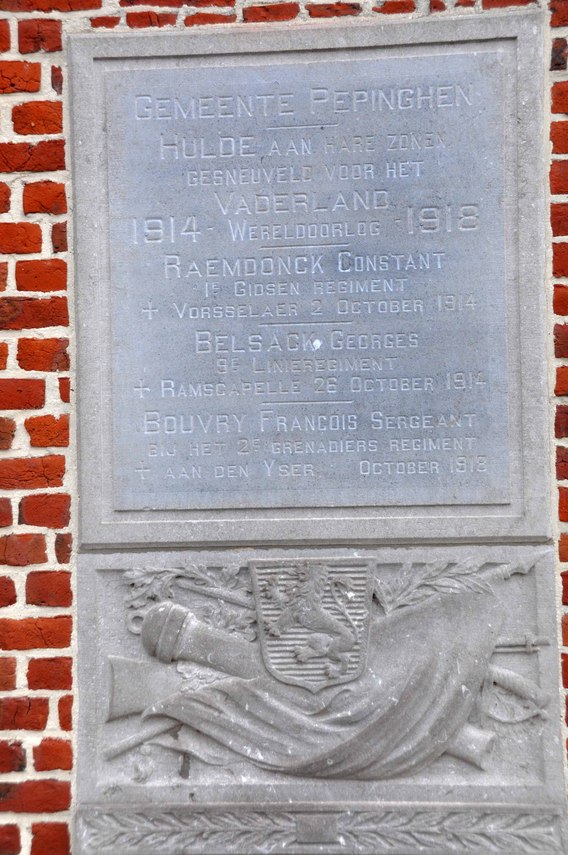 GEMEENTE PEPINGHEN
HULDE AAN HARE ZONEN
GESNEUVELD VOOR HET
VADERLAND
1914 - WERELDOORLOG - 1918
RAEMDONCK CONSTANT
1E GIDSEN REGIMENT
+ VORSSELAER 2 OCTOBER 1914
BELSACK GEORGES
9E LINIEREGIMENT
+ RAMSCAPELLE 26 OCTOBER 1914
BOUVRY FRANÇOIS SERGEANT
BIJ HET 2E GRENADIERS REGIMENT
+ AAN DEN YSER OCTOBER 1918